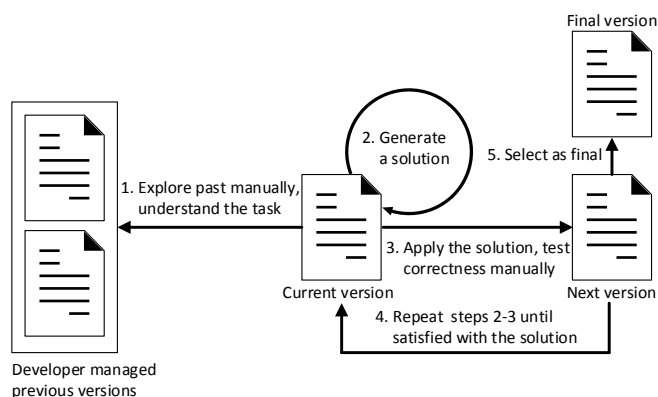 Final version
2. Generate
a solution
5. Select as final
1. Explore past manually,
understand the task
3. Apply the solution, test
correctness manually
Current version
Next version
4. Repeat steps 2-3 until
satisfied with the solution
Developer managed
previous versions